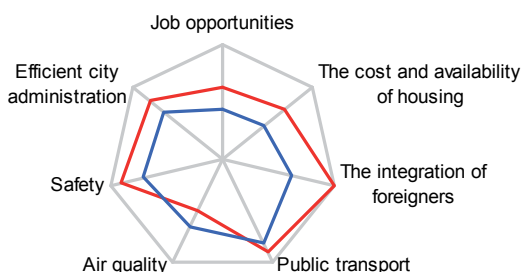 Job opportunities
Efficient city
administration
The cost and availability
of housing
Safety
The integration of
foreigners
Air quality
Public transport